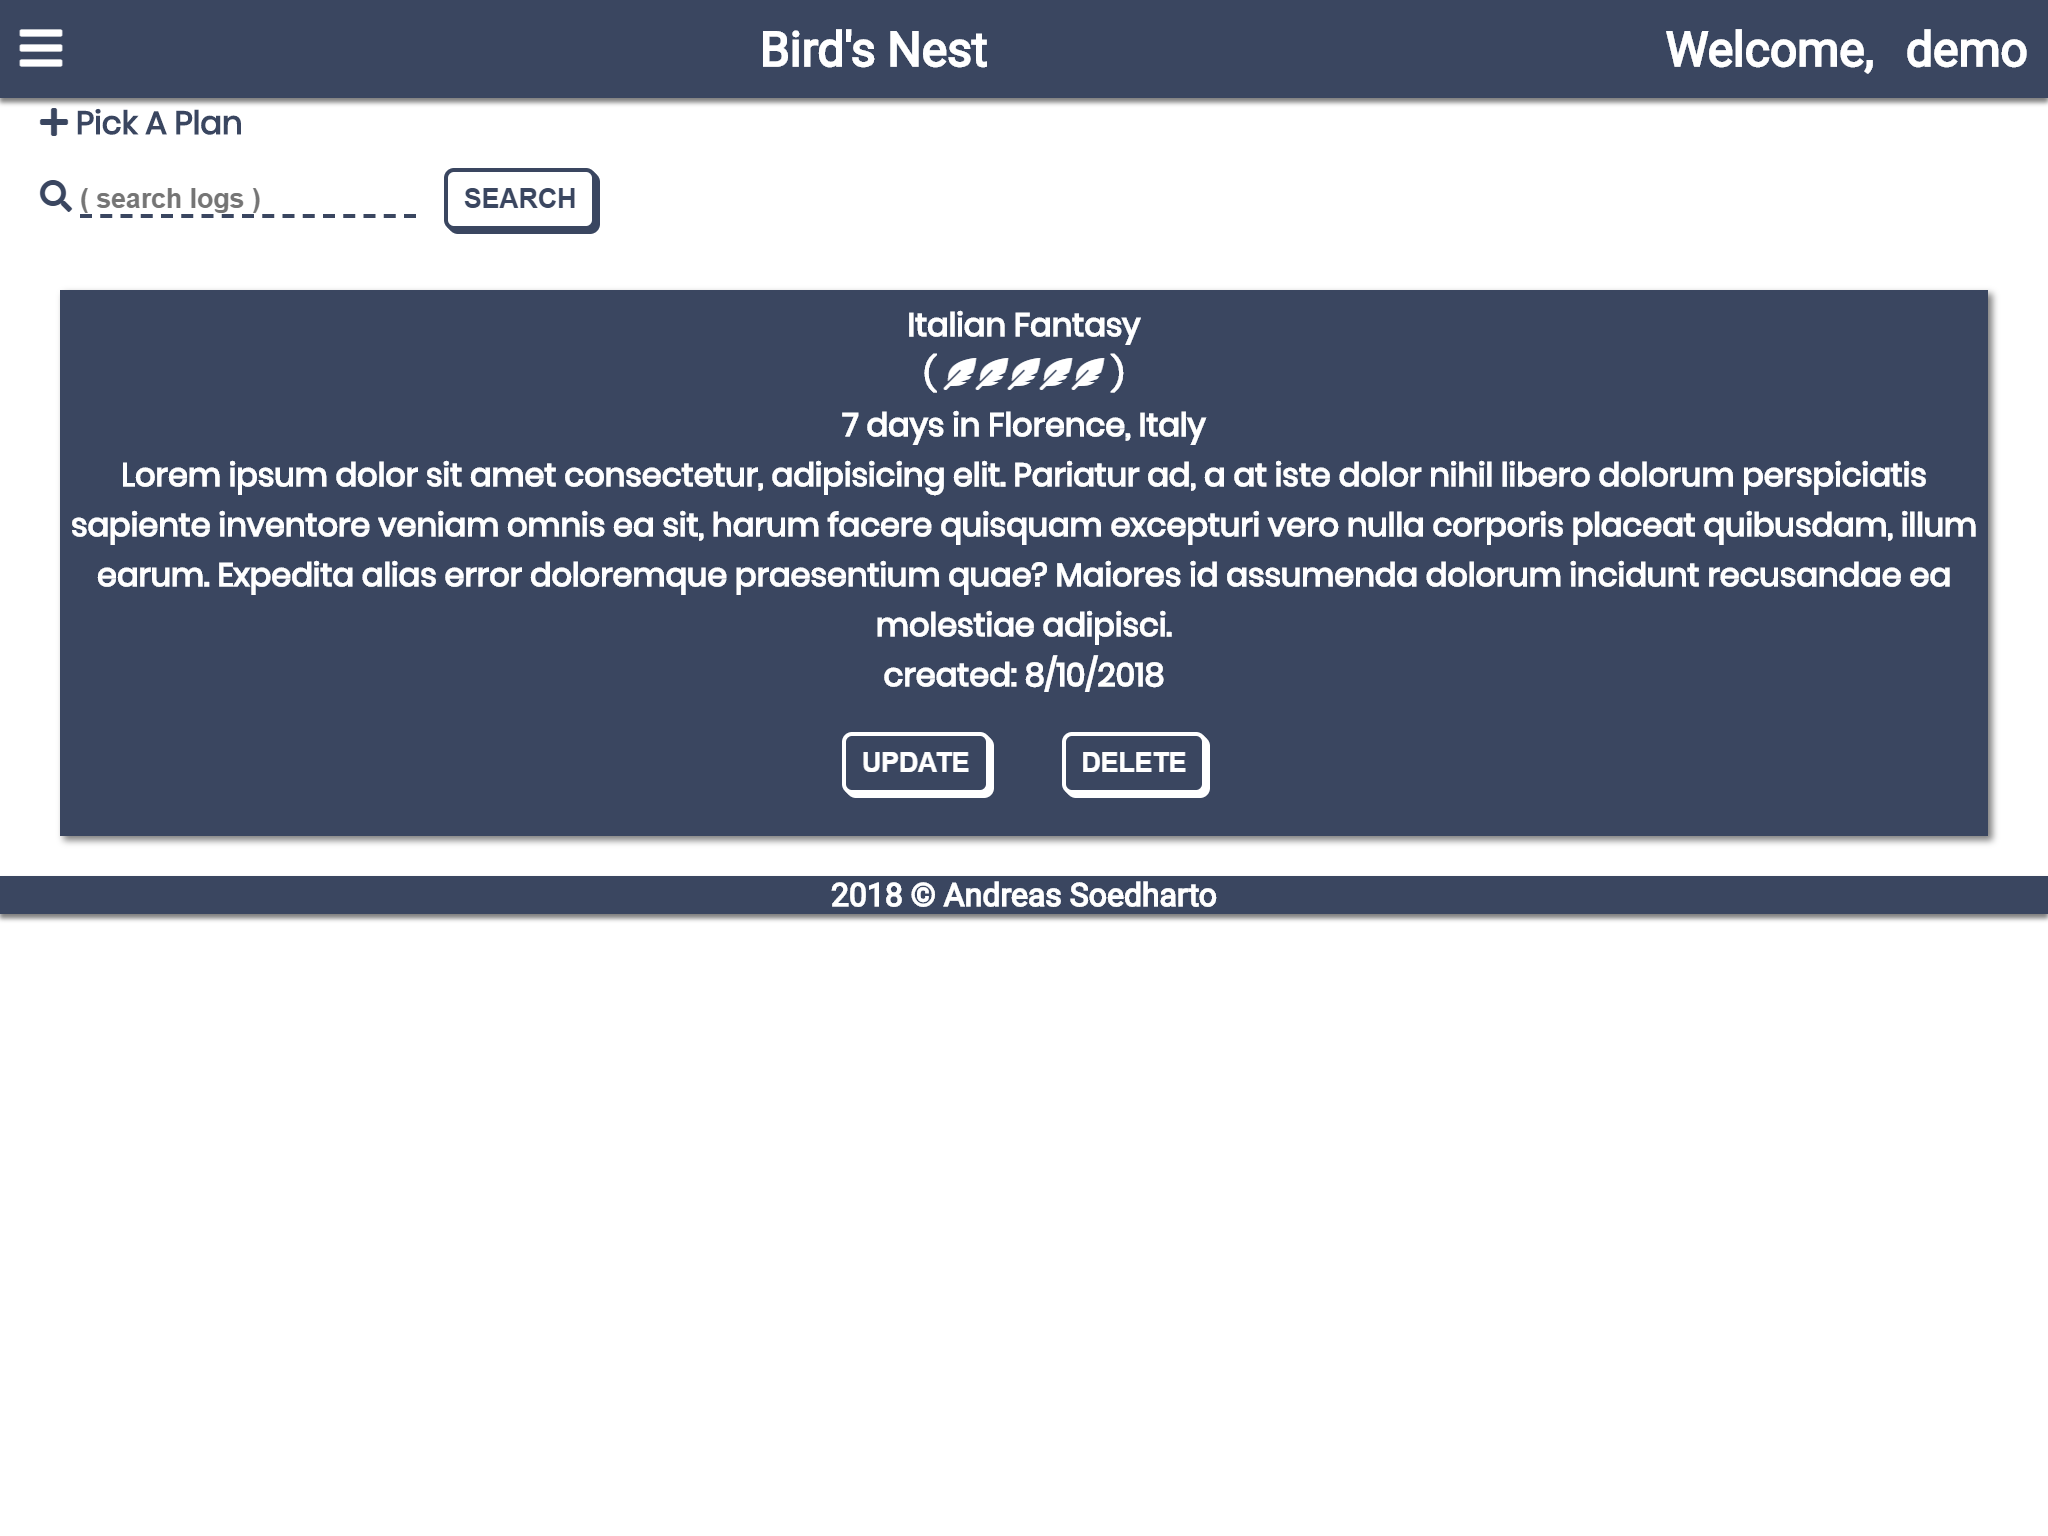 Bird's Nest
Welcome, demo
Pick A Plan
( search logs )
SEARCH
Italian Fantasy
( )
7 days in Florence, Italy
Lorem ipsum dolor sit amet consectetur, adipisicing elit. Pariatur ad, a at iste dolor nihil libero dolorum perspiciatis
sapiente inventore veniam omnis ea sit, harum facere quisquam excepturi vero nulla corporis placeat quibusdam, illum
earum. Expedita alias error doloremque praesentium quae? Maiores id assumenda dolorum incidunt recusandae ea
molestiae adipisci.
created: 8/10/2018
UPDATE
DELETE
2018 © Andreas Soedharto